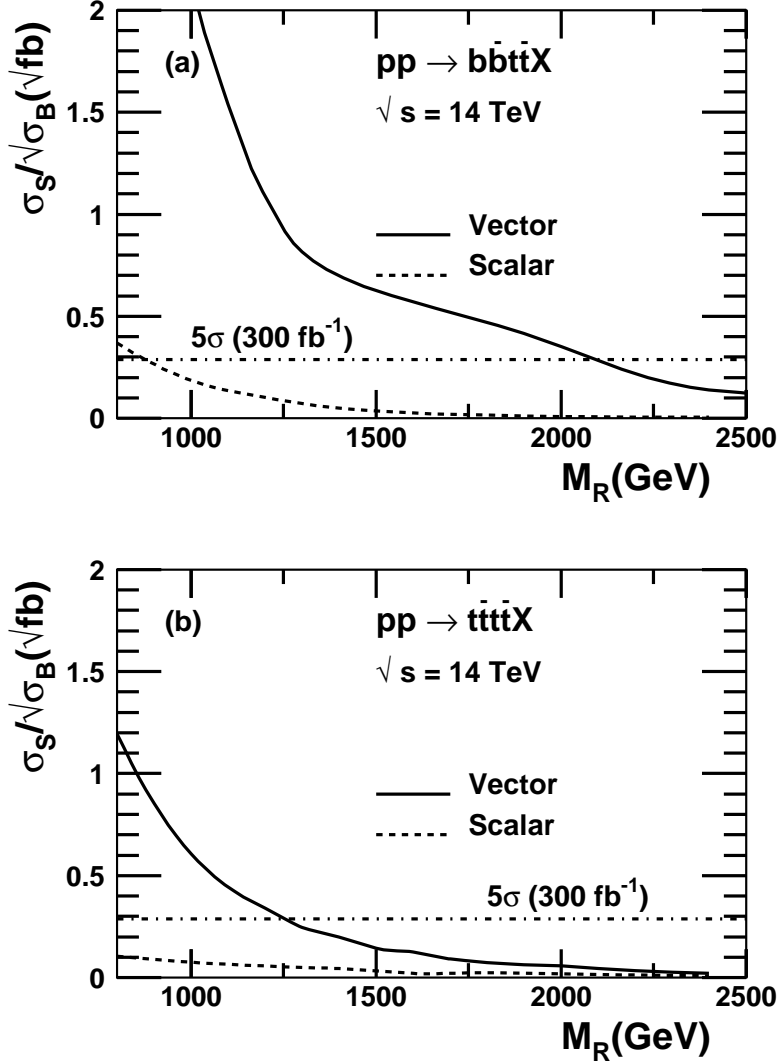 σS/√σB(√fb)
2
1.5
1
0.5
0
(a)
pp → bb̄tt̄X
√ s = 14 TeV
Vector
Scalar
5σ (300 fb⁻¹)
1000 1500 2000 2500
MR(GeV)
σS/√σB(√fb)
2
1.5
1
0.5
0
(b)
pp → tt̄tt̄X
√ s = 14 TeV
Vector
Scalar
5σ (300 fb⁻¹)
1000 1500 2000 2500
MR(GeV)